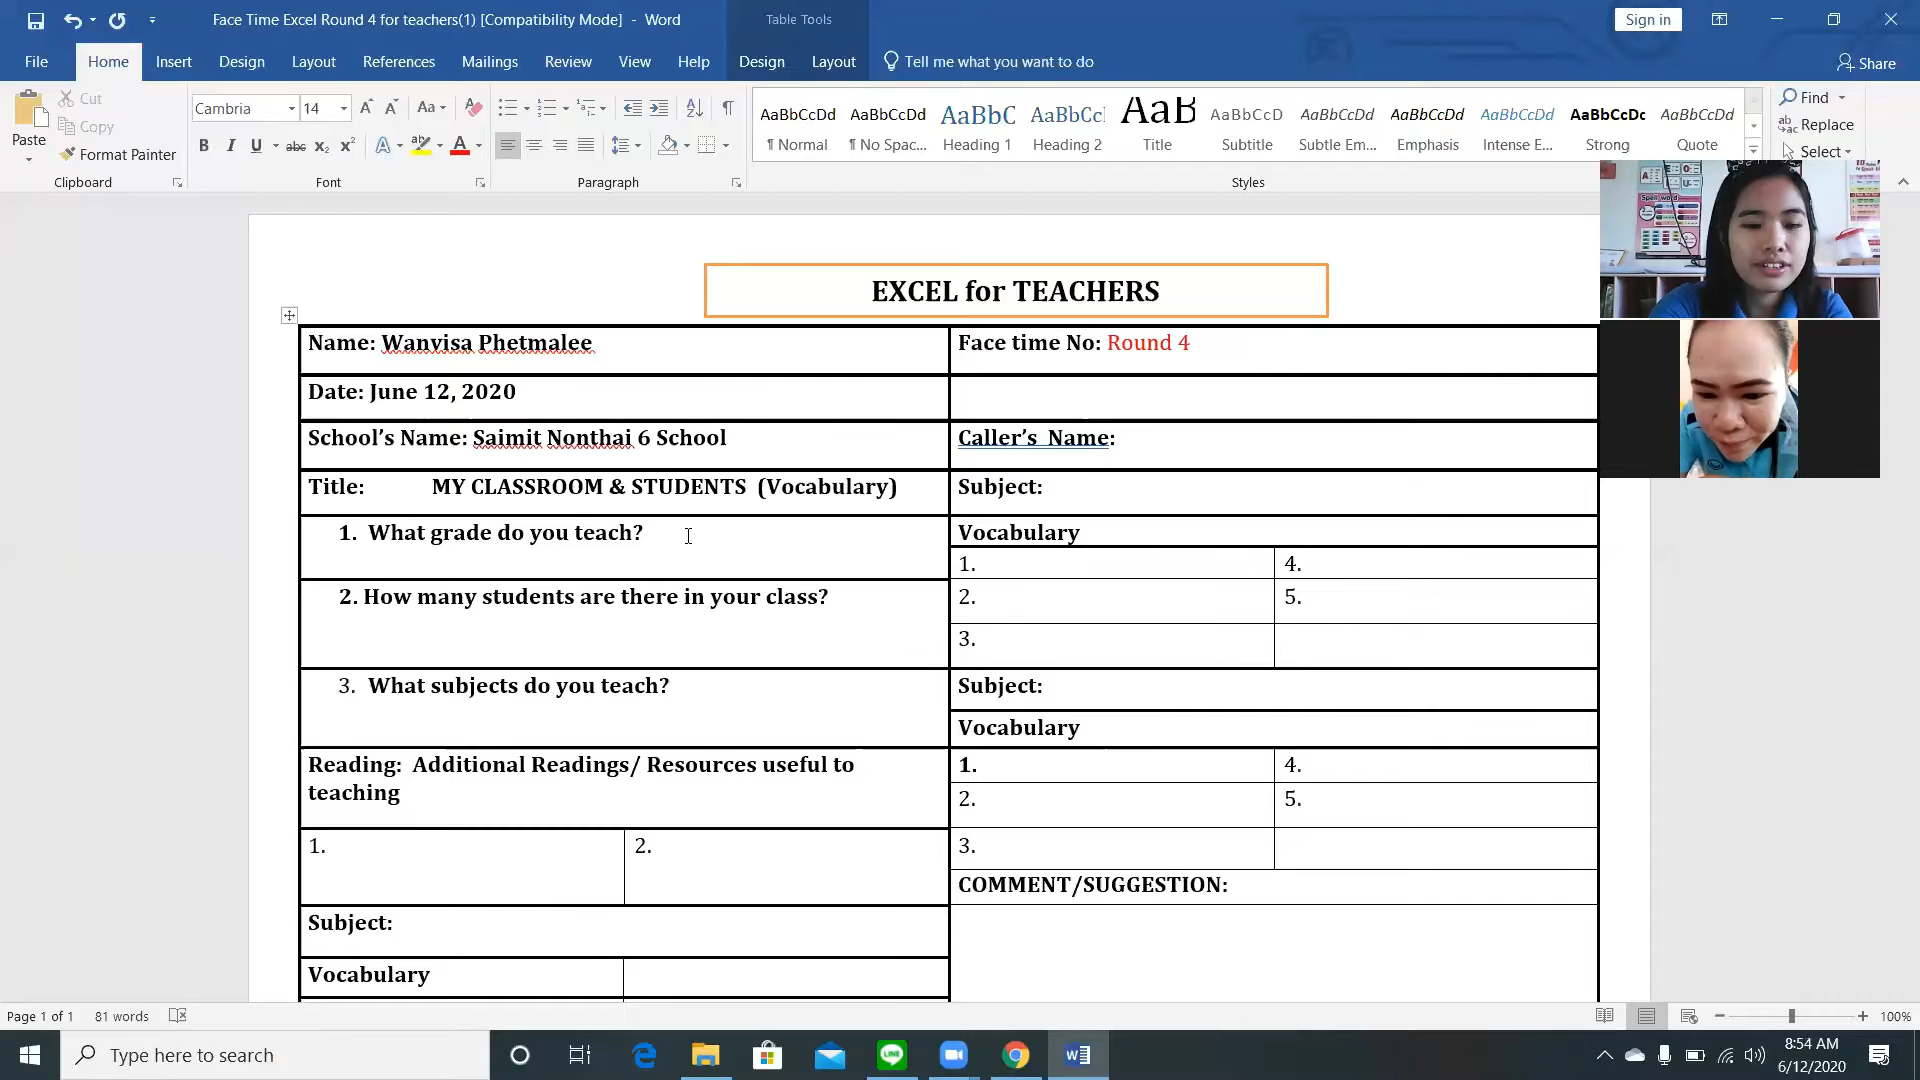 Face Time Excel Round 4 for teachers(1) [Compatibility Mode] - Word
Table Tools
Sign in
File Home Insert Design Layout References Mailings Review View Help Design Layout Tell me what you want to do
Share
Paste
Cut
Copy
Format Painter
Clipboard
Cambria 14
Font
Paragraph
AaBbCcDd AaBbCcDd AaBbC AaBbCc AaB AaBbCcD AaBbCcDd AaBbCcDd AaBbCcDd AaBbCcDc AaBbCcDd
¶ Normal ¶ No Spac... Heading 1 Heading 2 Title Subtitle Subtle Em... Emphasis Intense E... Strong Quote
Styles
Find
Replace
Select
Spell word
EXCEL for TEACHERS
Name: Wanvisa Phetmalee
Face time No: Round 4
Date: June 12, 2020
School's Name: Saimit Nonthai 6 School
Caller's Name:
Title: MY CLASSROOM & STUDENTS (Vocabulary)
Subject:
1. What grade do you teach?
Vocabulary
1. 4.
2. How many students are there in your class?
2. 5.
3.
3. What subjects do you teach?
Subject:
Vocabulary
Reading: Additional Readings/ Resources useful to
teaching
1. 4.
2. 5.
1. 2.
3.
COMMENT/SUGGESTION:
Subject:
Vocabulary
Page 1 of 1 81 words
100%
Type here to search
8:54 AM
6/12/2020